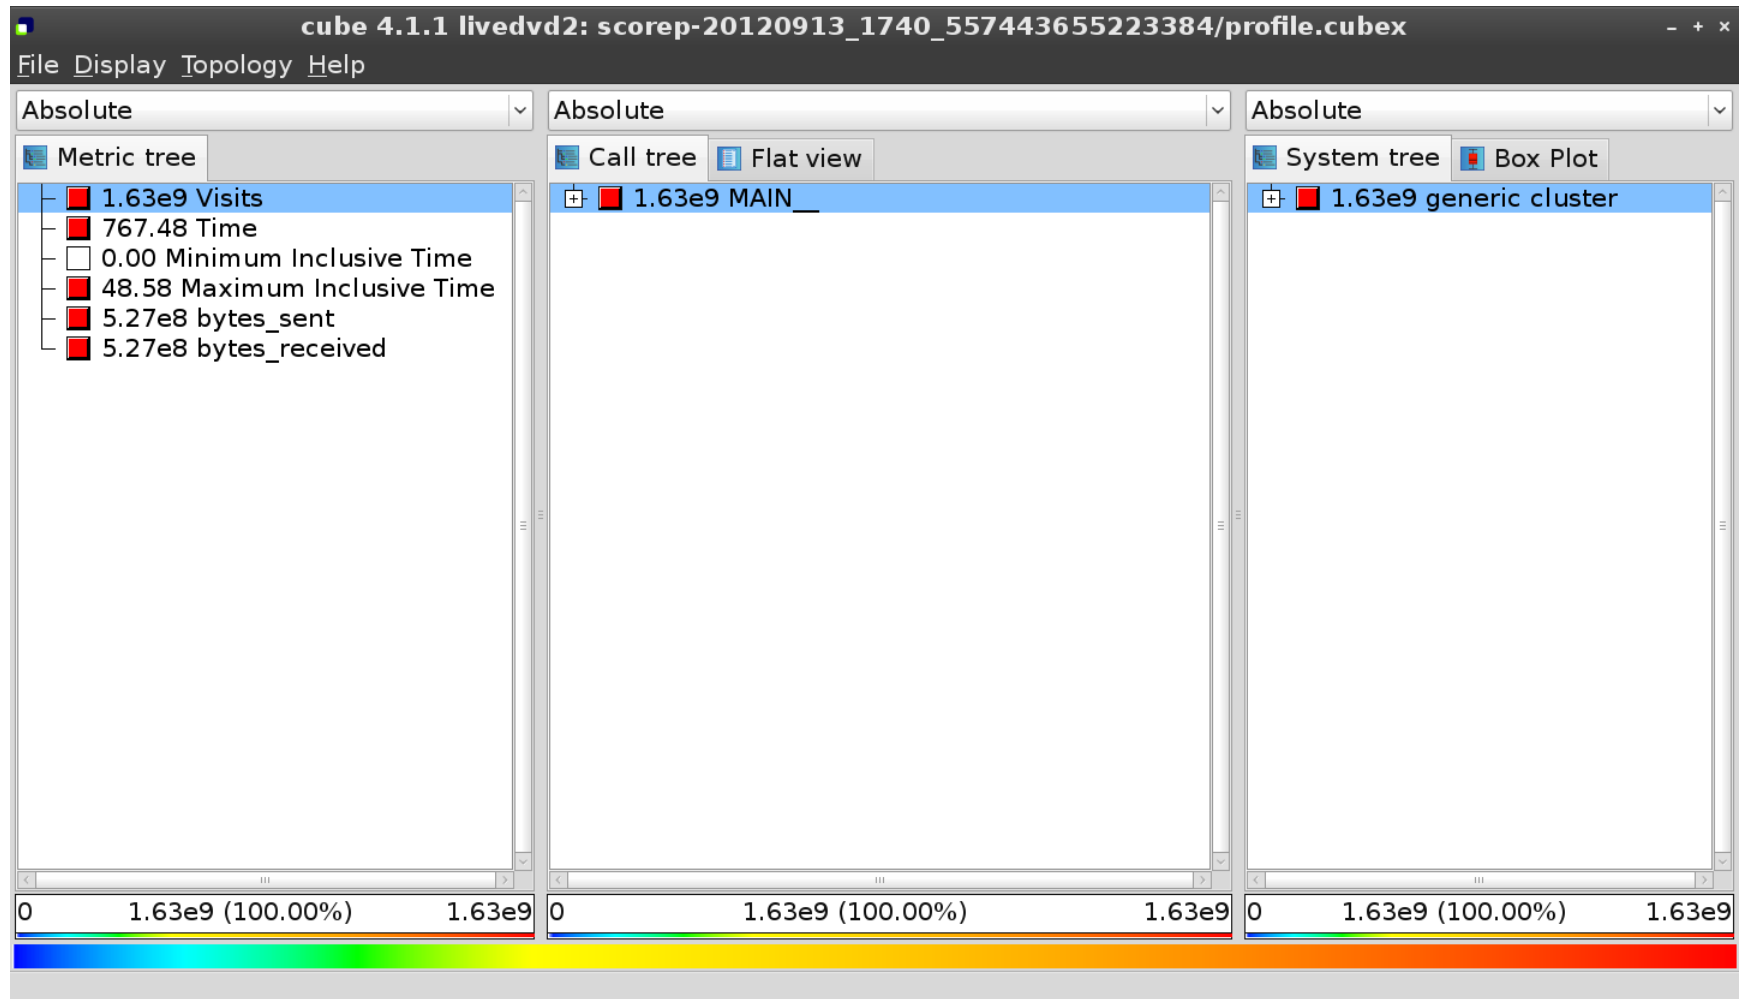 cube 4.1.1 livedvd2: scorep-20120913_1740_557443655223384/profile.cubex
File Display Topology Help
Absolute
Metric tree
1.63e9 Visits
767.48 Time
0.00 Minimum Inclusive Time
48.58 Maximum Inclusive Time
5.27e8 bytes_sent
5.27e8 bytes_received
0 1.63e9 (100.00%) 1.63e9
Absolute
Call tree Flat view
1.63e9 MAIN__
0 1.63e9 (100.00%) 1.63e9
Absolute
System tree Box Plot
1.63e9 generic cluster
0 1.63e9 (100.00%) 1.63e9